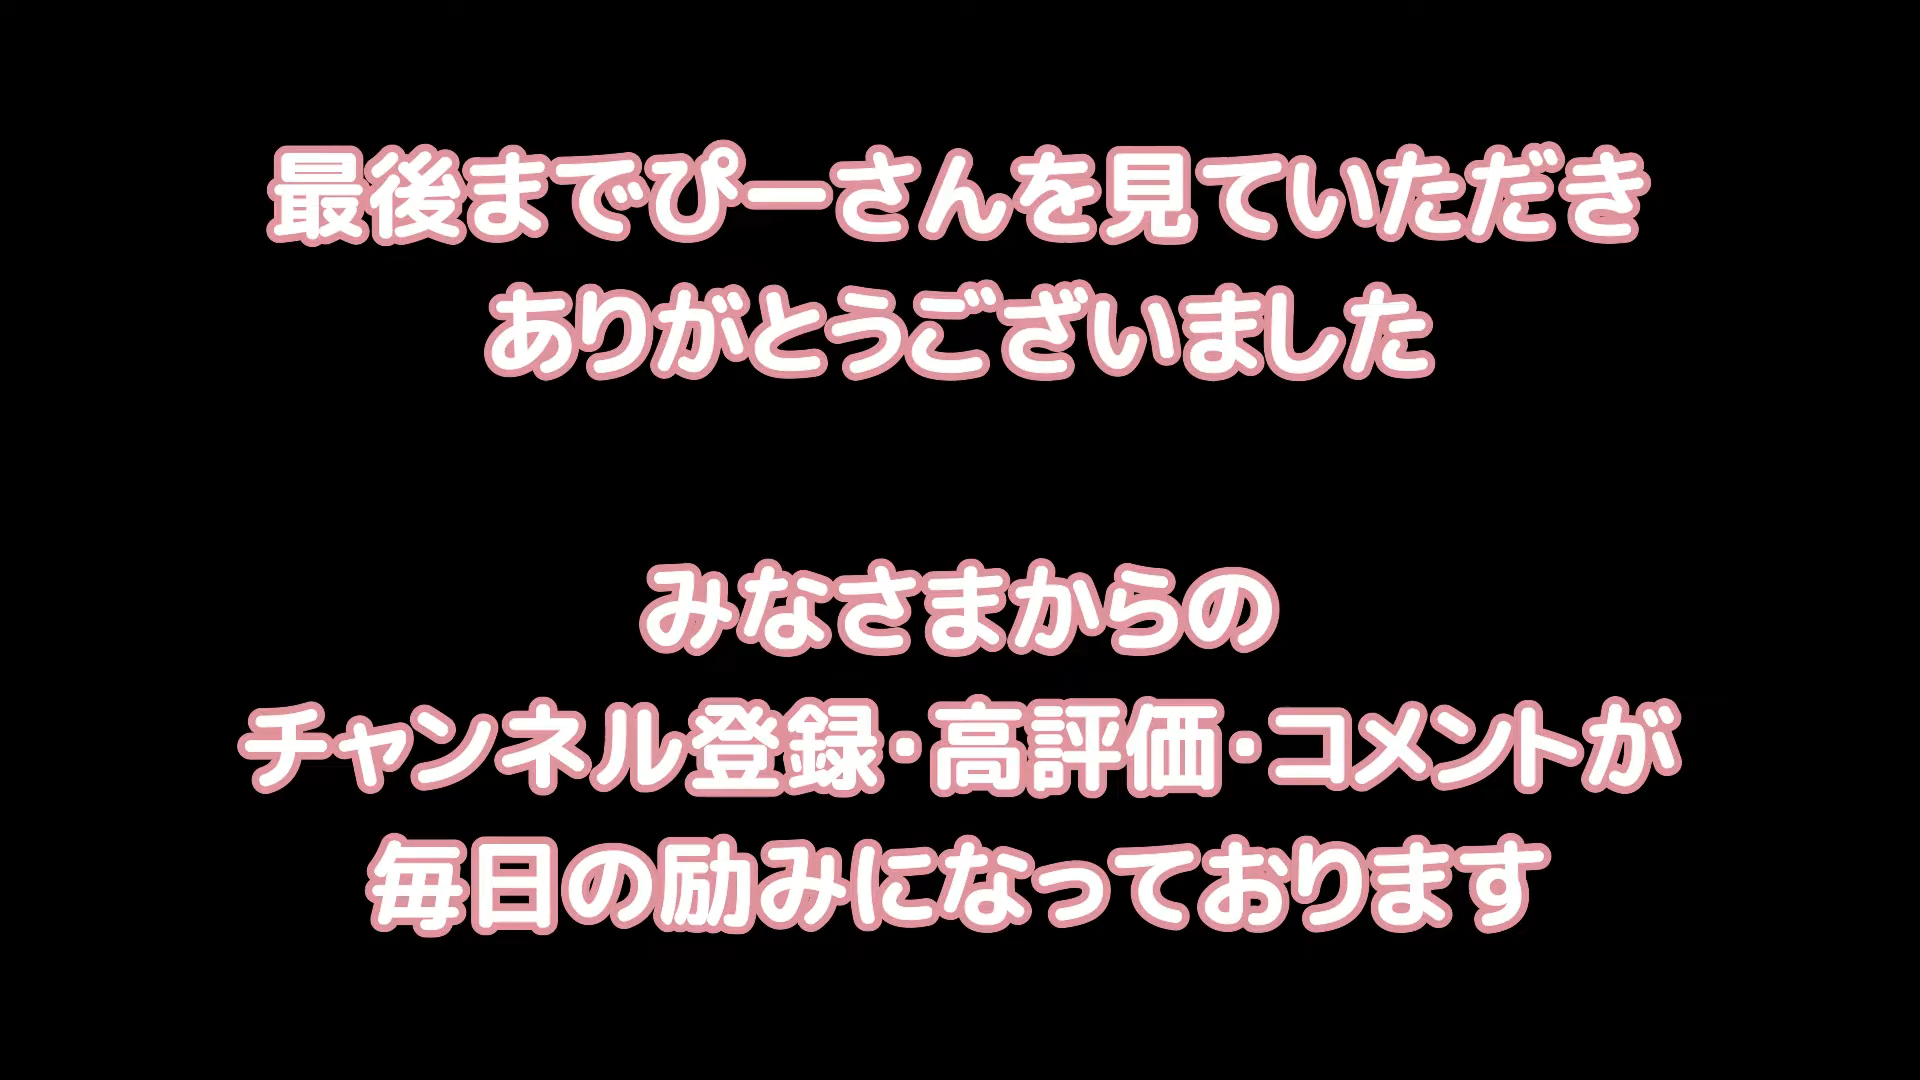 最後までぴーさんを見ていただき
ありがとうございました
みなさまからの
チャンネル登録・高評価・コメントが
毎日の励みになっております